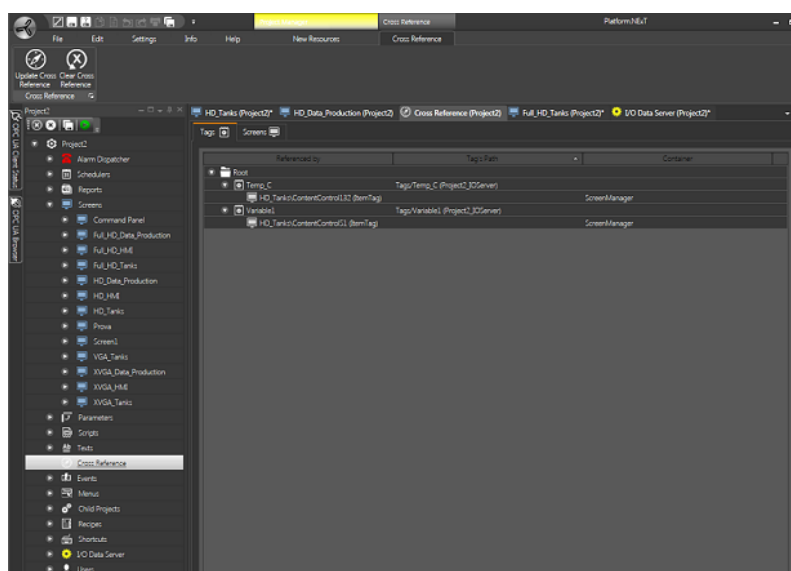 Cross Reference
Platform.NExT
File Edit Settings Info Help New Resources Cross Reference
Update Cross Reference
Clear Cross Reference
Cross Reference
Project2
HD_Tanks (Project2)* HD_Data_Production (Project2) Cross Reference (Project2) Full_HD_Tanks (Project2)* I/O Data Server (Project2)*
OPC UA Client Status
OPC UA Browser
Project2
Alarm Dispatcher
Schedulers
Reports
Screens
Command Panel
Full_HD_Data_Production
Full_HD_HMI
Full_HD_Tanks
HD_Data_Production
HD_HMI
HD_Tanks
Prova
Screen1
VGA_Tanks
XVGA_Data_Production
XVGA_HMI
XVGA_Tanks
Parameters
Scripts
Tests
Cross Reference
Events
Menus
Child Projects
Recipes
Shortcuts
I/O Data Server
Users
Tags Screens
Referenced by Tag's Path Container
Root
Temp_C Tags/Temp_C (Project2_IOServer)
HD_Tanks\ContentControl132 (ItemTag) ScreenManager
Variable1 Tags/Variable1 (Project2_IOServer)
HD_Tanks\ContentControl51 (ItemTag) ScreenManager